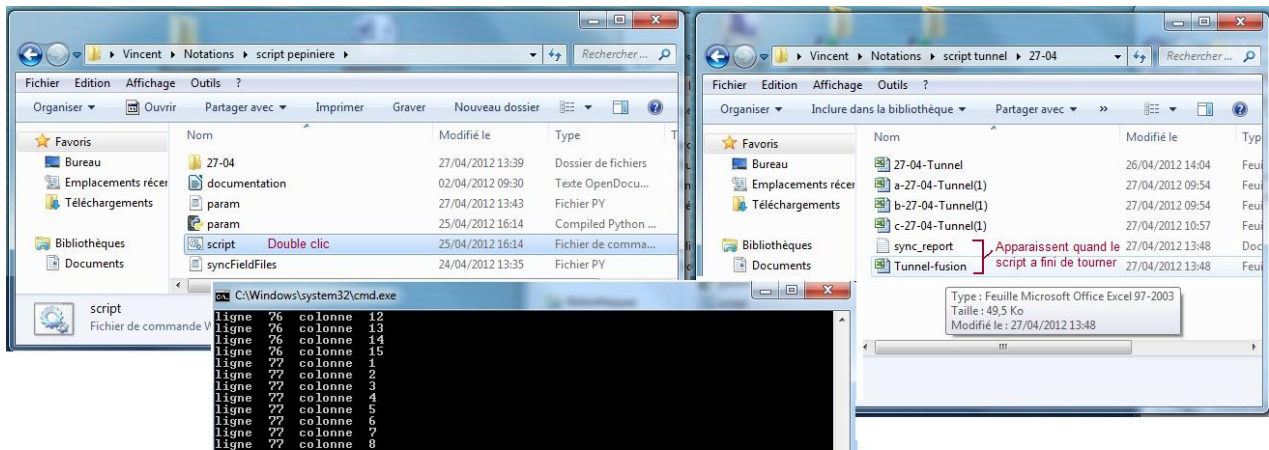 Vincent ▸ Notations ▸ script pepiniere ▸
Rechercher ...
Fichier Edition Affichage Outils ?
Organiser Ouvrir Partager avec Imprimer Graver Nouveau dossier
Favoris
Bureau
Emplacements récer
Téléchargements
Bibliothèques
Documents
Nom Modifié le Type T
27-04 27/04/2012 13:39 Dossier de fichiers
documentation 02/04/2012 09:30 Texte OpenDocu...
param 27/04/2012 13:43 Fichier PY
param 25/04/2012 16:14 Compiled Python ...
script Double clic 25/04/2012 16:14 Fichier de comma...
syncFieldFiles 24/04/2012 13:35 Fichier PY
script
Fichier de commande W
C:\Windows\system32\cmd.exe
ligne 76 colonne 12
ligne 76 colonne 13
ligne 76 colonne 14
ligne 76 colonne 15
ligne 77 colonne 1
ligne 77 colonne 2
ligne 77 colonne 3
ligne 77 colonne 4
ligne 77 colonne 5
ligne 77 colonne 6
ligne 77 colonne 7
ligne 77 colonne 8
Vincent ▸ Notations ▸ script tunnel ▸ 27-04
Rechercher ...
Fichier Edition Affichage Outils ?
Organiser Inclure dans la bibliothèque Partager avec »
Favoris
Bureau
Emplacements récer
Téléchargements
Bibliothèques
Documents
Nom Modifié le Typ
27-04-Tunnel 26/04/2012 14:04 Feui
a-27-04-Tunnel(1) 27/04/2012 09:54 Feui
b-27-04-Tunnel(1) 27/04/2012 09:54 Feui
c-27-04-Tunnel(1) 27/04/2012 10:57 Feui
sync_report 27/04/2012 13:48 Doc
Tunnel-fusion 27/04/2012 13:48 Feui
Apparaissent quand le
script a fini de tourner
Type : Feuille Microsoft Office Excel 97-2003
Taille : 49,5 Ko
Modifié le : 27/04/2012 13:48